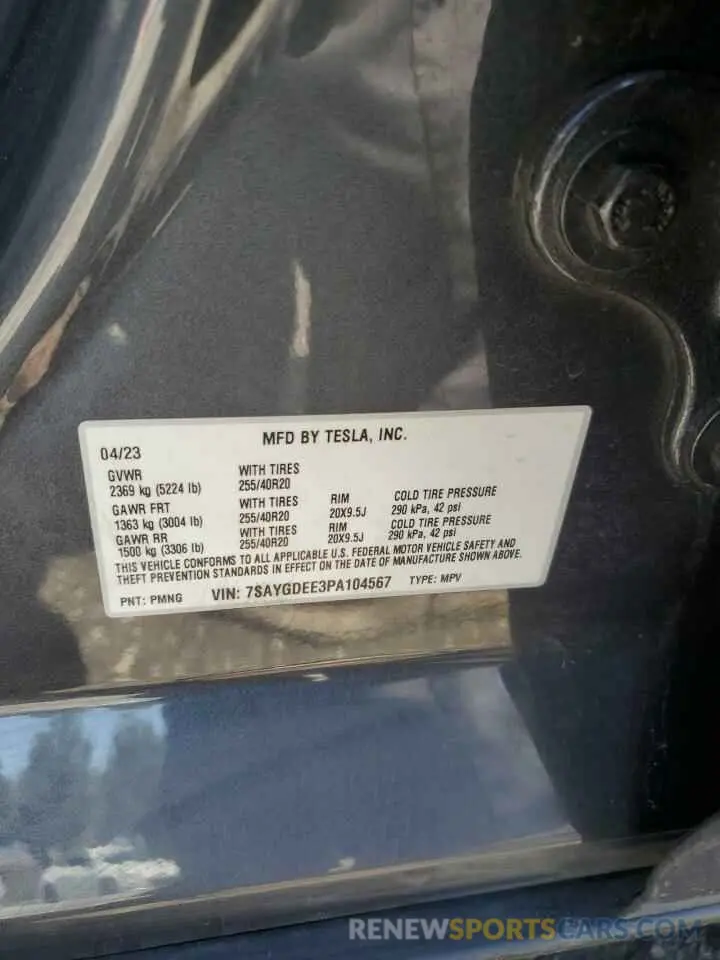 MFD BY TESLA, INC.
04/23
GVWR WITH TIRES
2369 kg (5224 lb) 255/40R20
GAWR FRT WITH TIRES RIM COLD TIRE PRESSURE
1363 kg (3004 lb) 255/40R20 20X9.5J 290 kPa, 42 psi
GAWR RR WITH TIRES RIM COLD TIRE PRESSURE
1500 kg (3306 lb) 255/40R20 20X9.5J 290 kPa, 42 psi
THIS VEHICLE CONFORMS TO ALL APPLICABLE U.S. FEDERAL MOTOR VEHICLE SAFETY AND
THEFT PREVENTION STANDARDS IN EFFECT ON THE DATE OF MANUFACTURE SHOWN ABOVE.
PNT: PMNG VIN: 7SAYGDEE3PA104567 TYPE: MPV
RENEWSPORTSCARS.COM